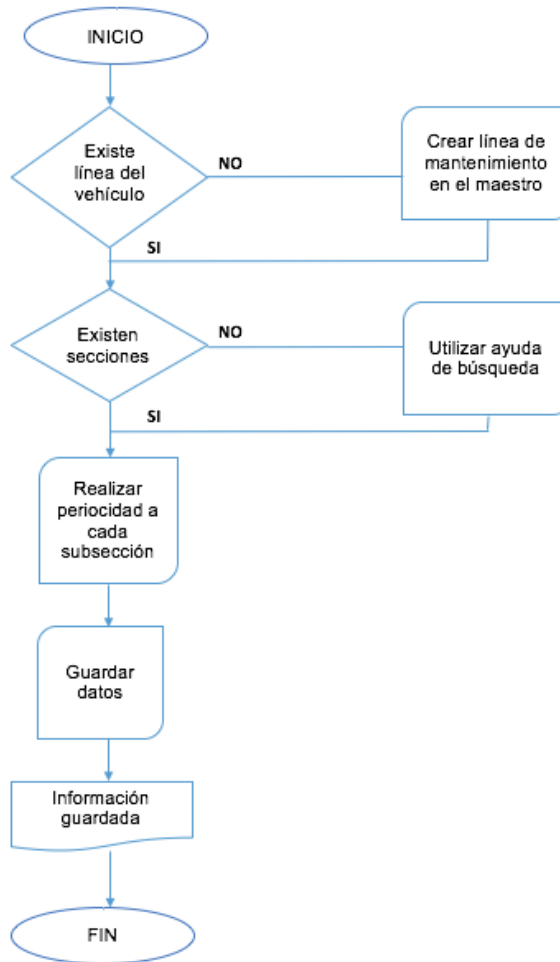 INICIO
Existe
línea del
vehículo
NO
Crear línea de
mantenimiento
en el maestro
SI
Existen
secciones
NO
Utilizar ayuda
de búsqueda
SI
Realizar
periocidad a
cada
subsección
Guardar
datos
Información
guardada
FIN